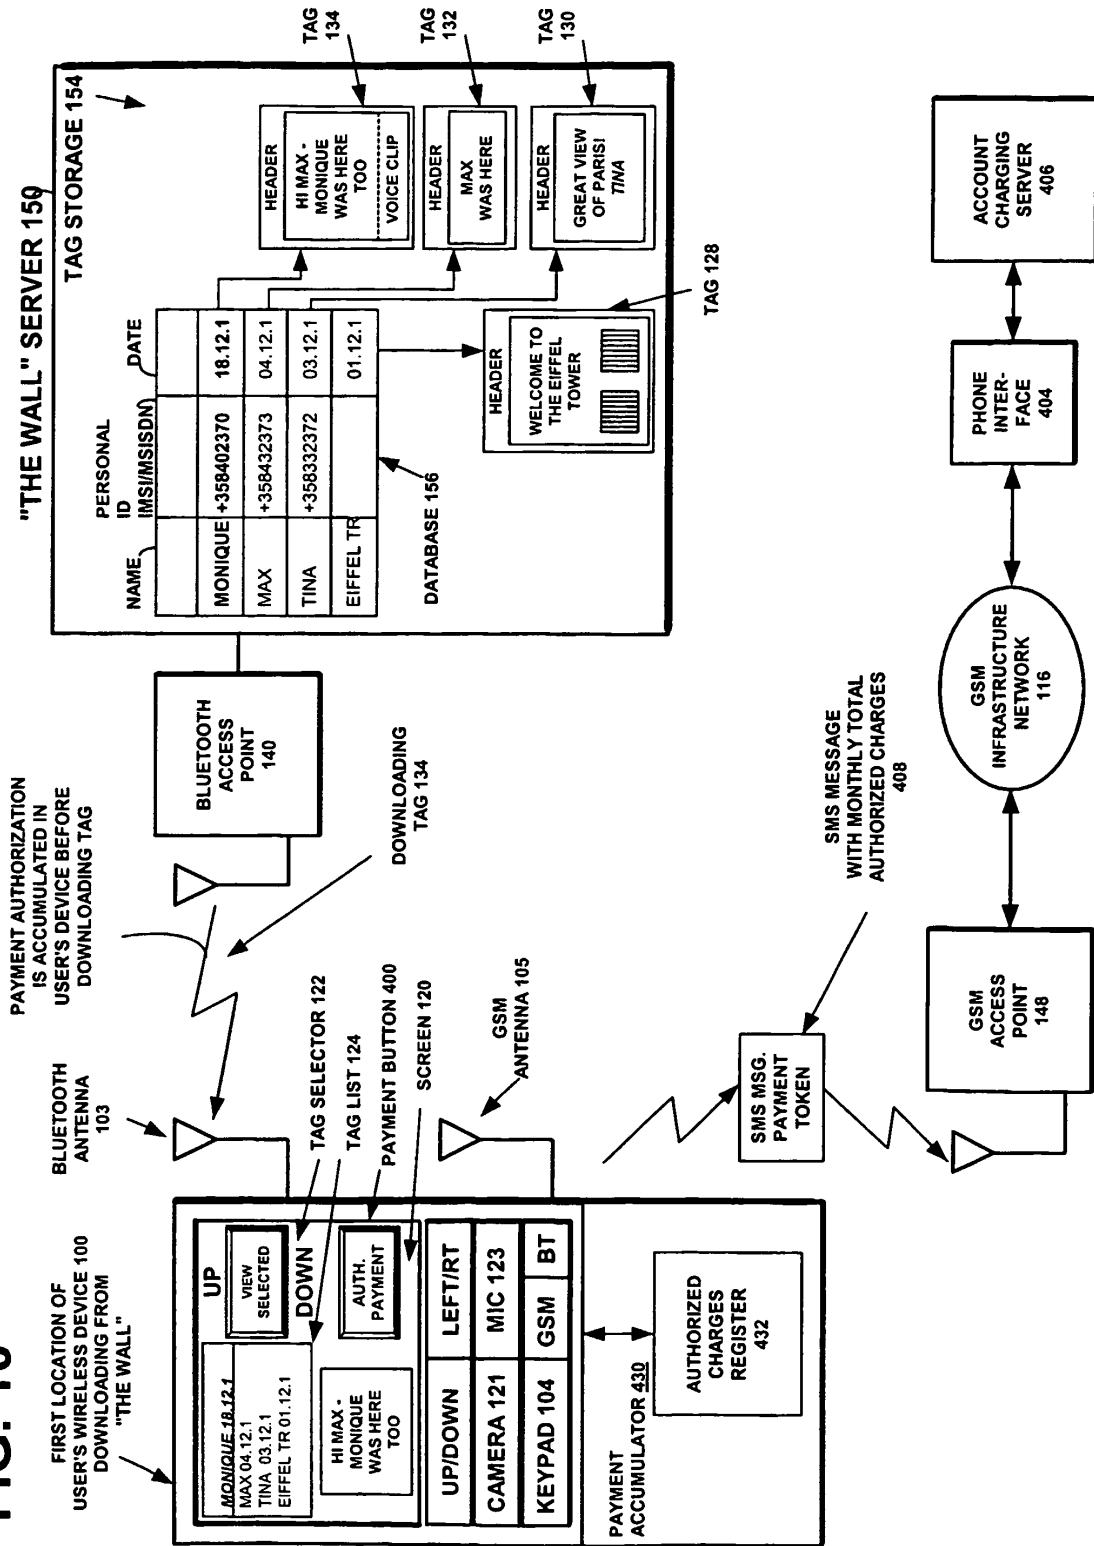 FIG.
FIRST LOCATION OF
USER'S WIRELESS DEVICE 100
DOWNLOADING FROM
"THE WALL"
BLUETOOTH
ANTENNA
103
PAYMENT AUTHORIZATION
IS ACCUMULATED IN
USER'S DEVICE BEFORE
DOWNLOADING TAG
"THE WALL" SERVER 150
TAG STORAGE 154
UP
VIEW
SELECTED
DOWN
AUTH.
PAYMENT
MONIQUE 18.12.1
MAX 04.12.1
TINA 03.12.1
EIFFEL TR 01.12.1
HI MAX -
MONIQUE
WAS HERE
TOO
TAG SELECTOR 122
TAG LIST 124
PAYMENT BUTTON 400
SCREEN 120
GSM
ANTENNA 105
UP/DOWN
LEFT/RT
CAMERA 121
MIC 123
KEYPAD 104
GSM
BT
PAYMENT
ACCUMULATOR 430
AUTHORIZED
CHARGES
REGISTER
432
BLUETOOTH
ACCESS
POINT
140
DOWNLOADING
TAG 134
NAME
PERSONAL
ID
IMSI/MSISDN
DATE
MONIQUE +358402370 18.12.1
MAX +358432373 04.12.1
TINA +358332372 03.12.1
EIFFEL TR 01.12.1
DATABASE 156
HEADER
HI MAX -
MONIQUE
WAS HERE
TOO
VOICE CLIP
TAG
134
HEADER
MAX
WAS HERE
TAG
132
HEADER
GREAT VIEW
OF PARIS!
TINA
TAG
130
HEADER
WELCOME TO
THE EIFFEL
TOWER
TAG 128
SMS MSG.
PAYMENT
TOKEN
SMS MESSAGE
WITH MONTHLY TOTAL
AUTHORIZED CHARGES
408
GSM
ACCESS
POINT
148
GSM
INFRASTRUCTURE
NETWORK
116
PHONE
INTER-
FACE
404
ACCOUNT
CHARGING
SERVER
406